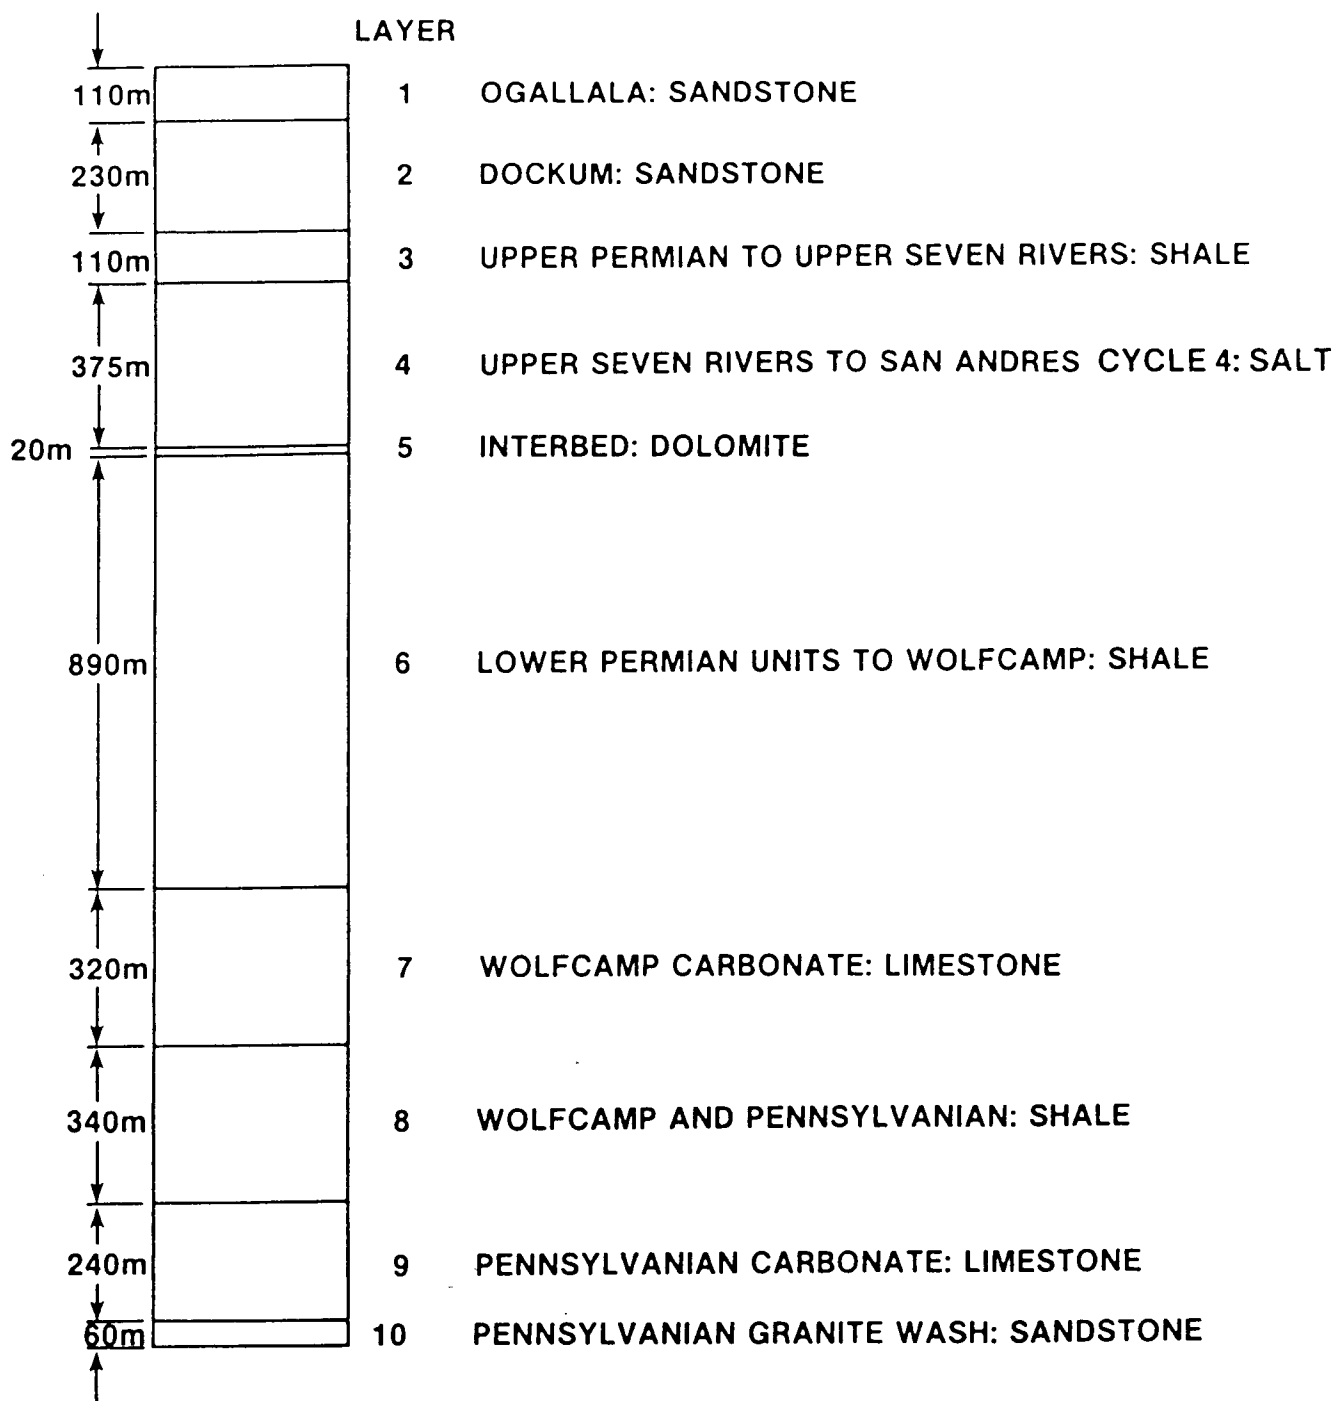 LAYER
110m 1 OGALLALA: SANDSTONE
230m 2 DOCKUM: SANDSTONE
110m 3 UPPER PERMIAN TO UPPER SEVEN RIVERS: SHALE
375m 4 UPPER SEVEN RIVERS TO SAN ANDRES CYCLE 4: SALT
20m 5 INTERBED: DOLOMITE
890m 6 LOWER PERMIAN UNITS TO WOLFCAMP: SHALE
320m 7 WOLFCAMP CARBONATE: LIMESTONE
340m 8 WOLFCAMP AND PENNSYLVANIAN: SHALE
240m 9 PENNSYLVANIAN CARBONATE: LIMESTONE
60m 10 PENNSYLVANIAN GRANITE WASH: SANDSTONE